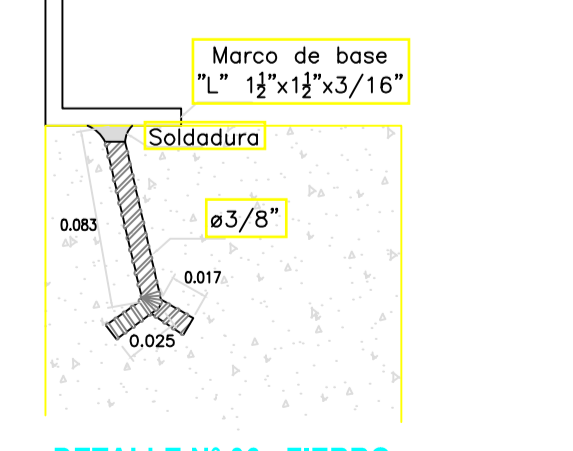 Marco de base
"L" 1½"x1½"x3/16"
Soldadura
ø3/8"
0.083
0.017
0.025